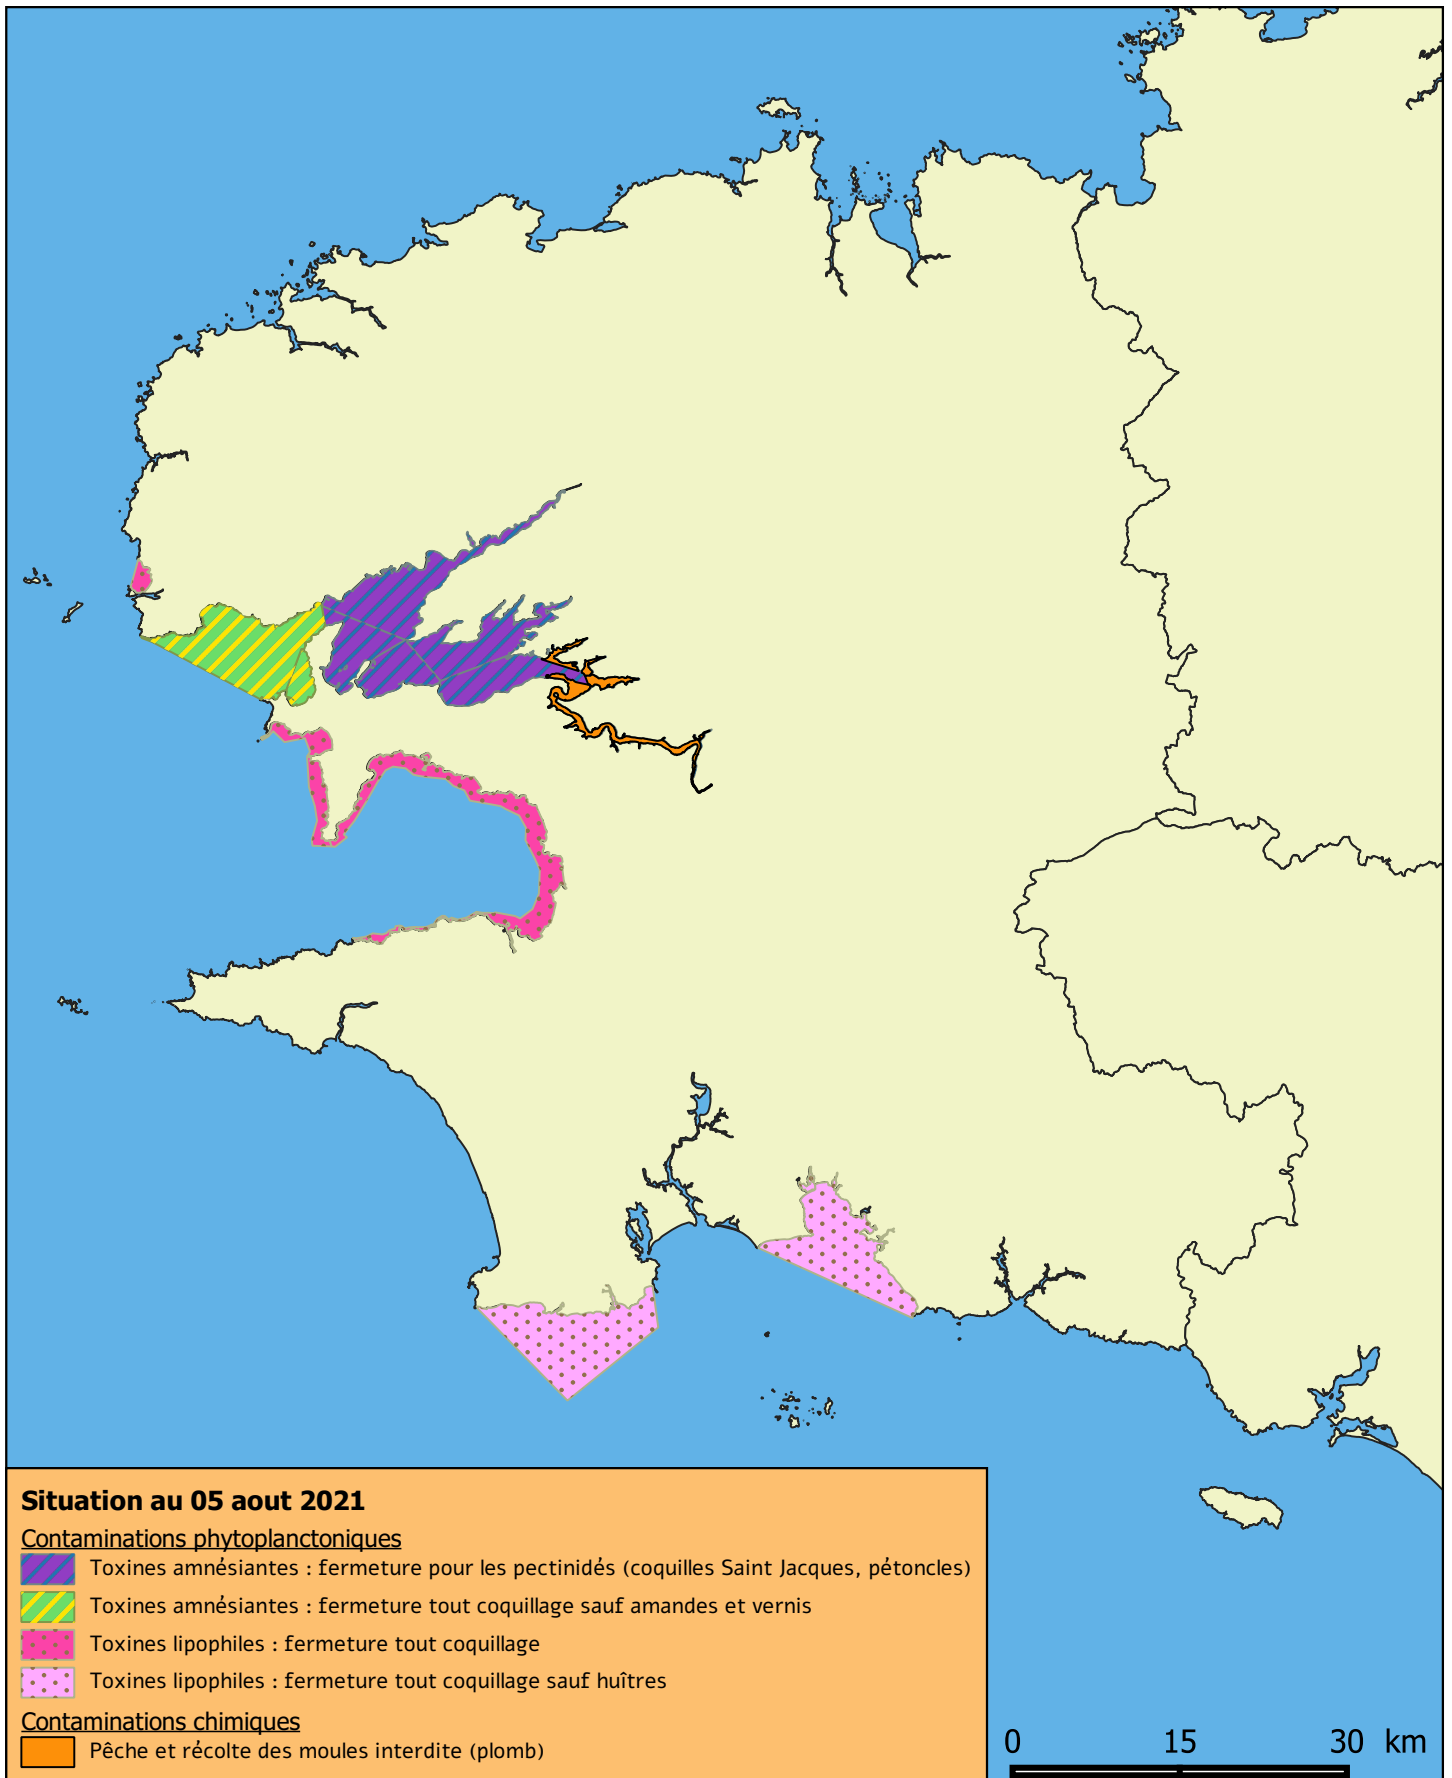 Situation au 05 aout 2021
Contaminations phytoplanctoniques
Toxines amnésiantes : fermeture pour les pectinidés (coquilles Saint Jacques, pétoncles)
Toxines amnésiantes : fermeture tout coquillage sauf amandes et vernis
Toxines lipophiles : fermeture tout coquillage
Toxines lipophiles : fermeture tout coquillage sauf huîtres
Contaminations chimiques
Pêche et récolte des moules interdite (plomb)
0 15 30 km